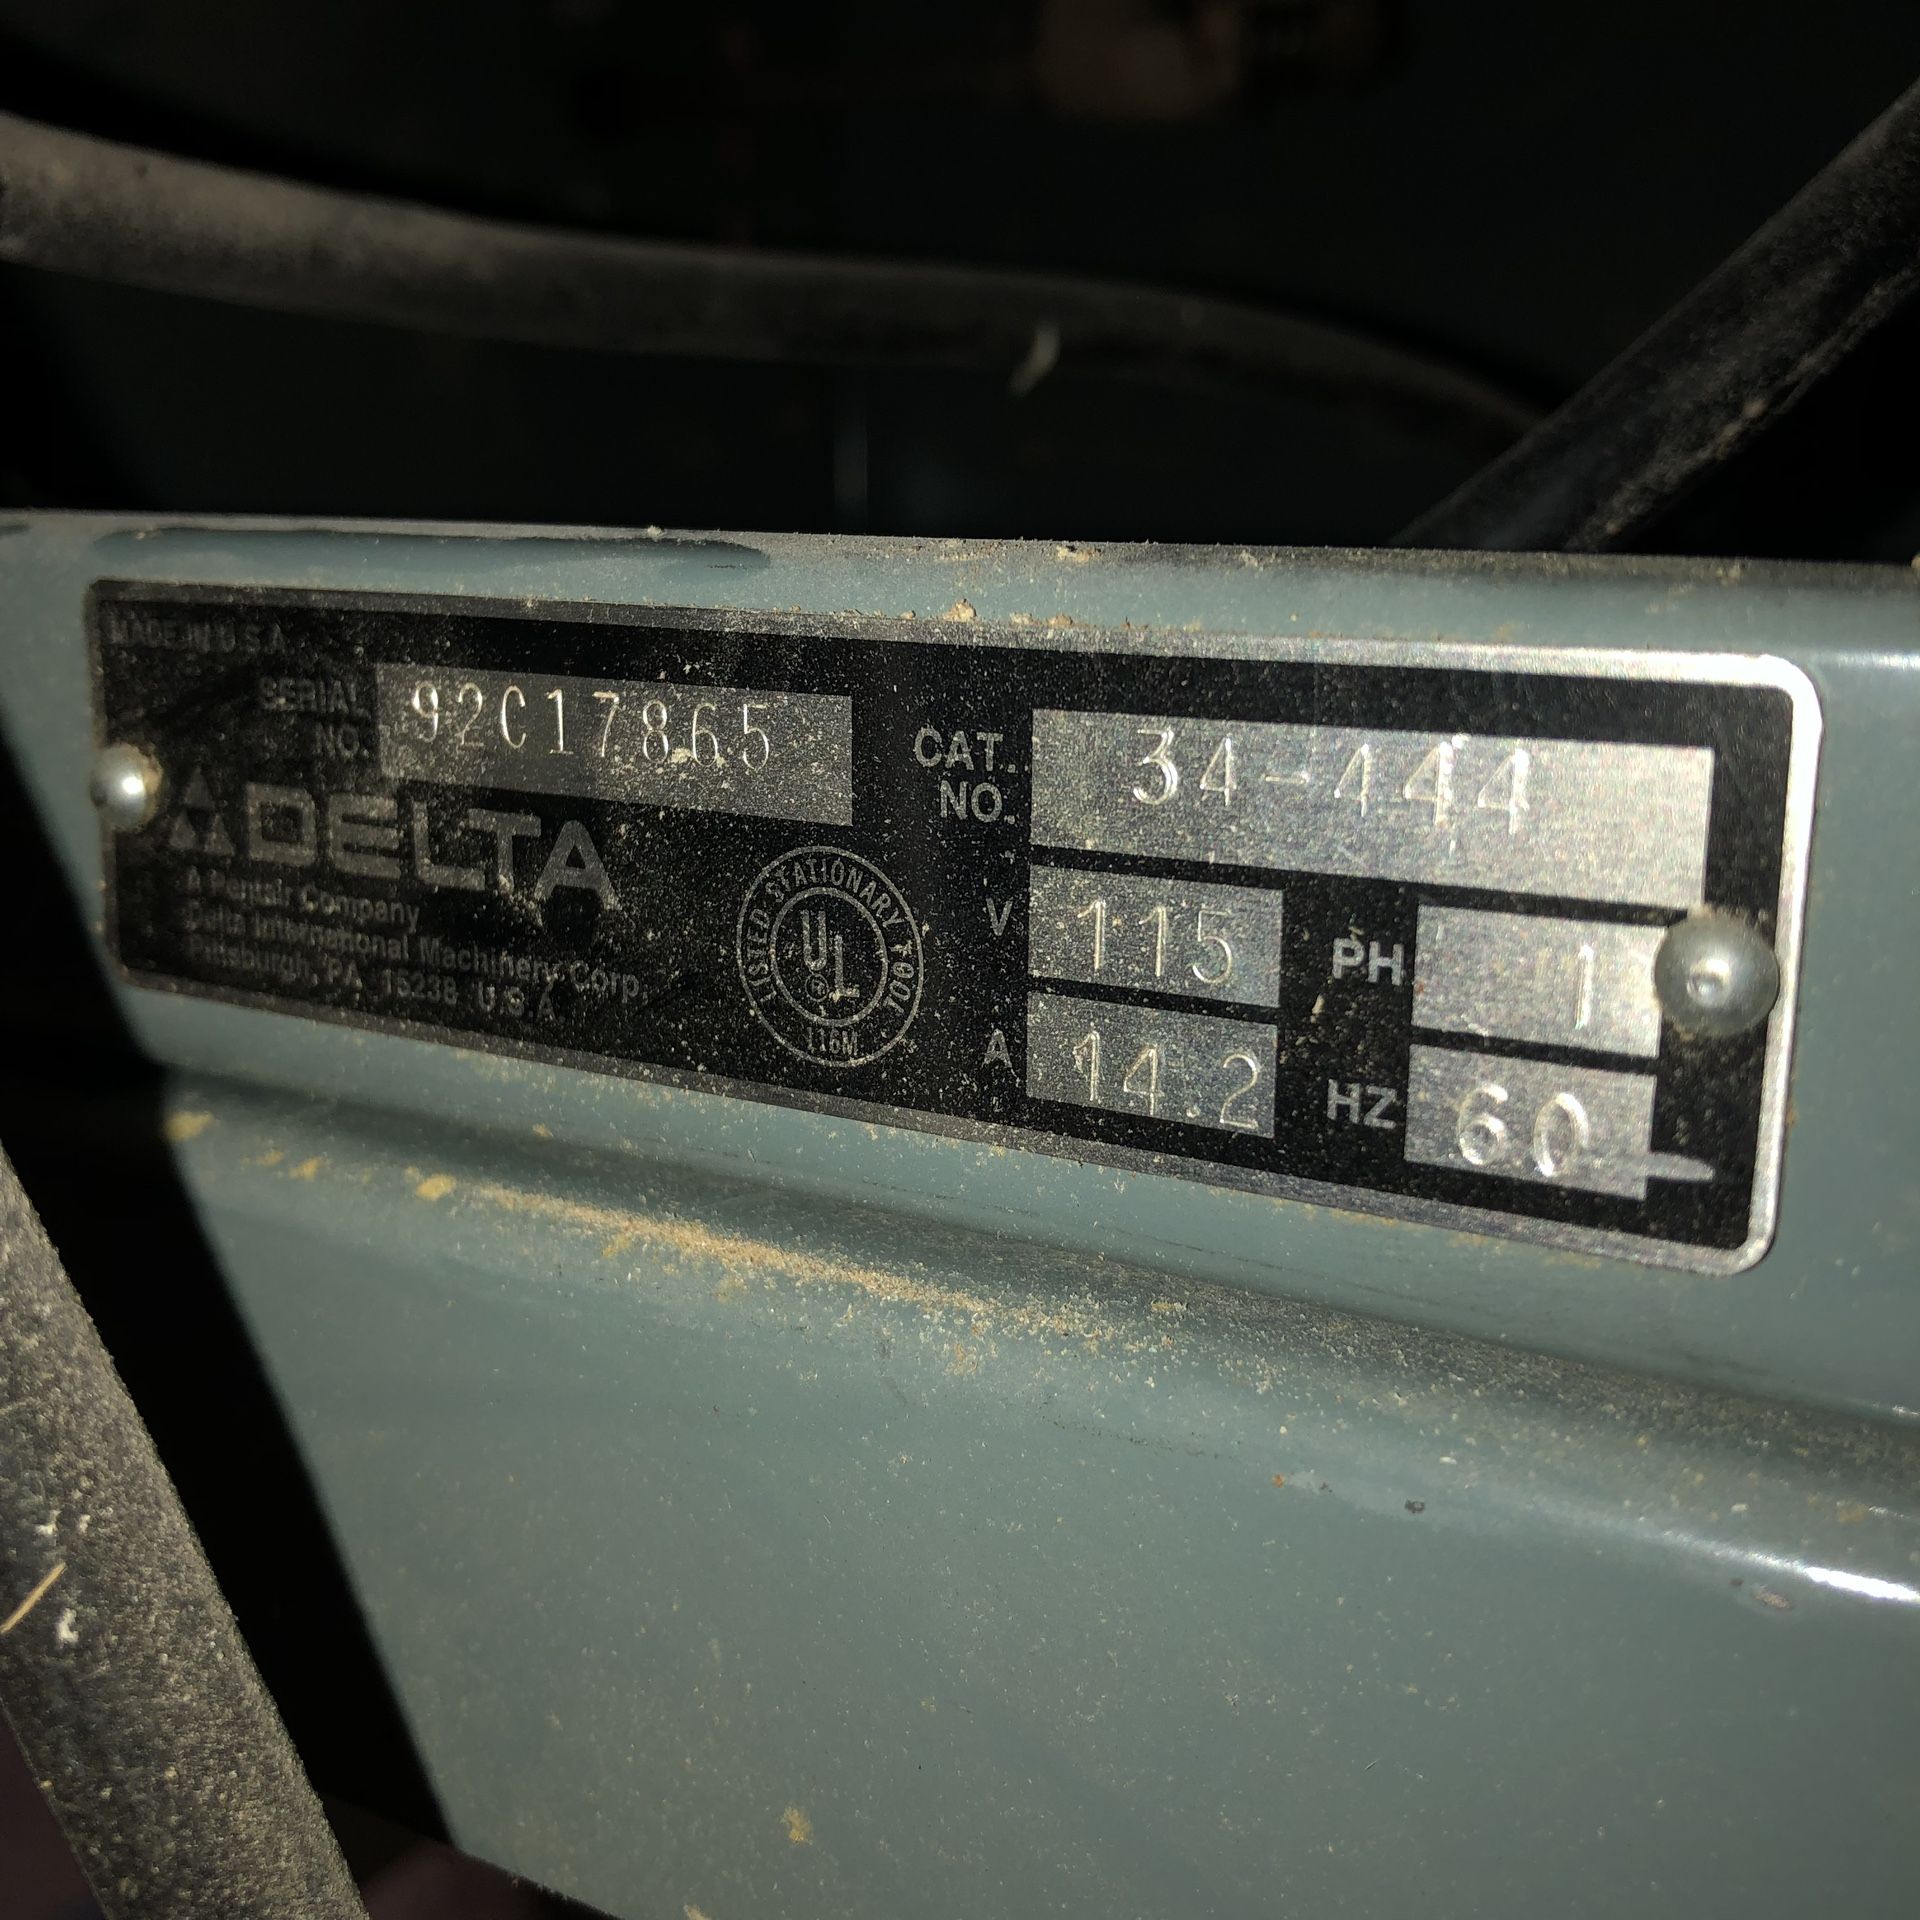 MADE IN U.S.A.
SERIAL NO. 92C17865
DELTA
A Pentair Company
Delta International Machinery Corp.
Pittsburgh, PA 15238 U.S.A.
LISTED STATIONARY TOOL
UL
®
116M
CAT. NO. 34-444
V 115 PH 1
A 14.2 HZ 60